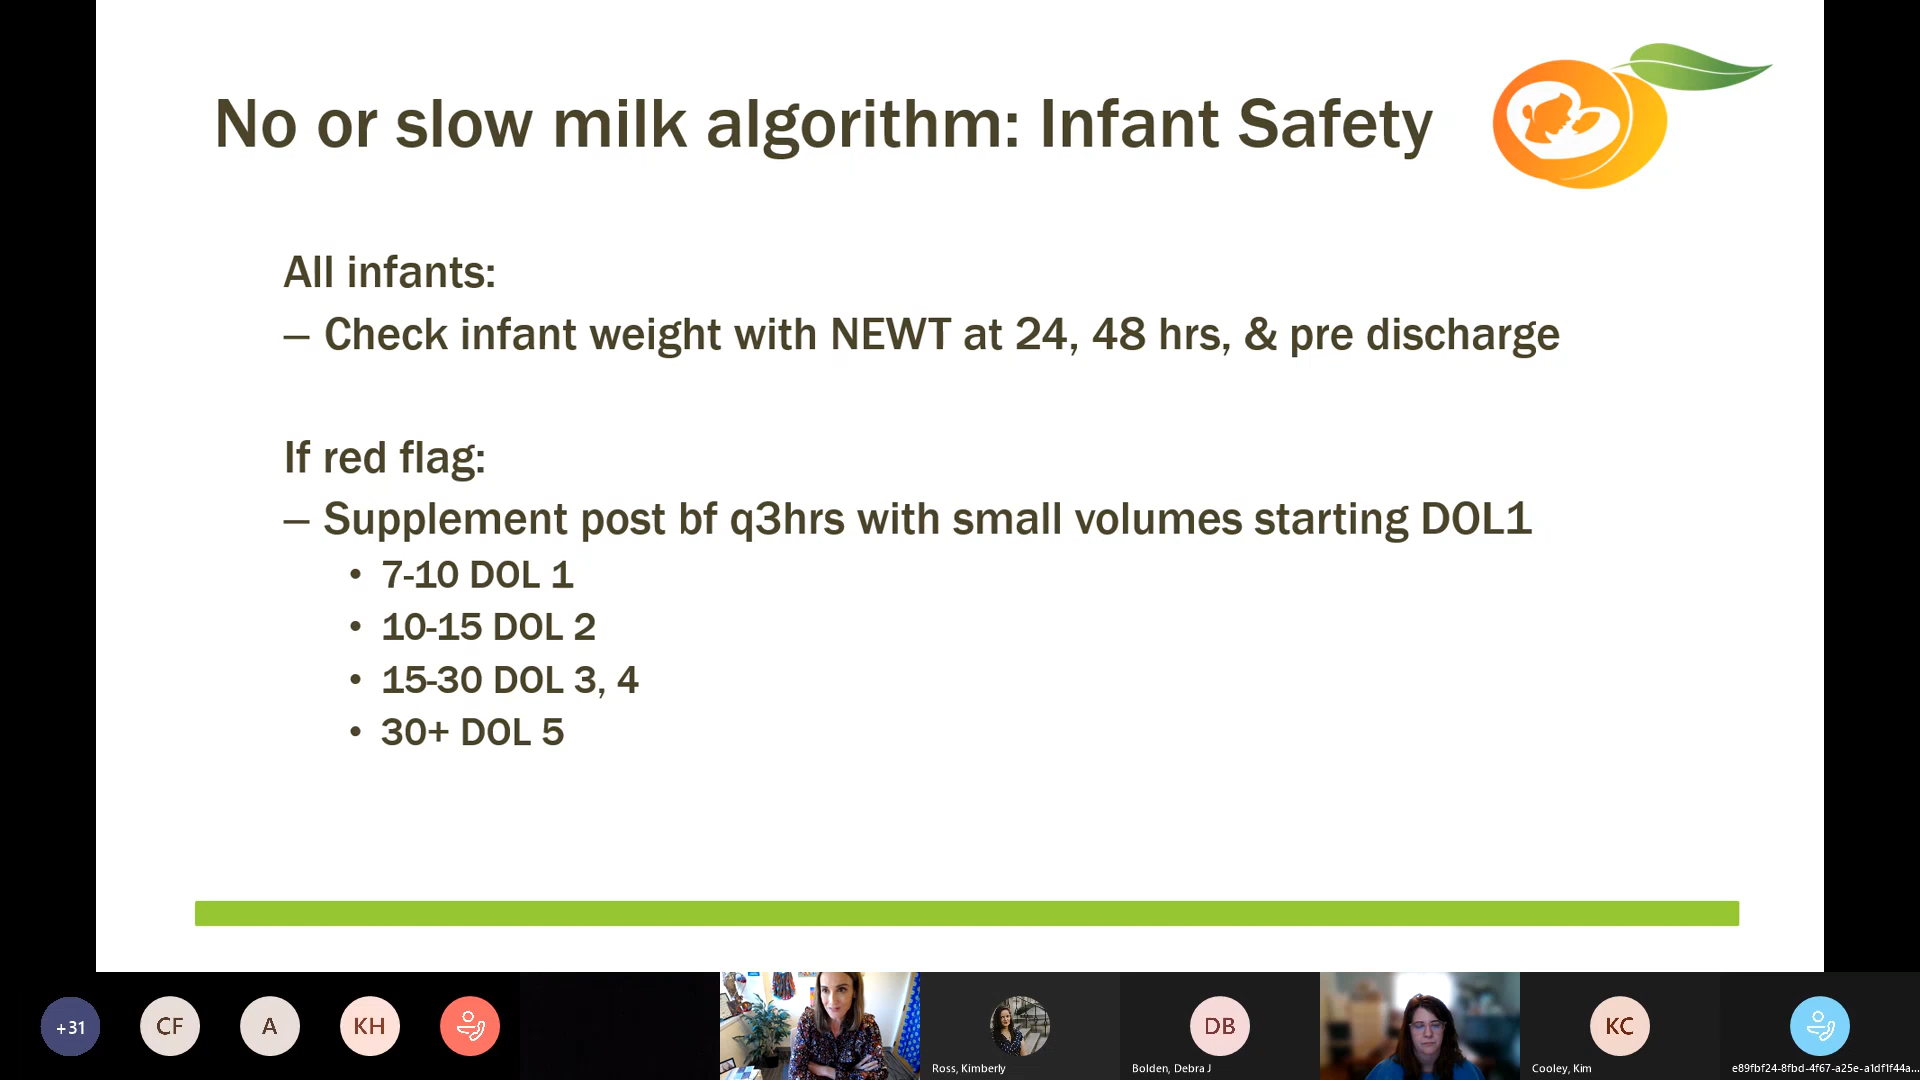 No or slow milk algorithm: Infant Safety
All infants:
– Check infant weight with NEWT at 24, 48 hrs, & pre discharge
If red flag:
– Supplement post bf q3hrs with small volumes starting DOL1
• 7-10 DOL 1
• 10-15 DOL 2
• 15-30 DOL 3, 4
• 30+ DOL 5
+31
CF
A
KH
Ross, Kimberly
DB
Bolden, Debra J
KC
Cooley, Kim
e89fbf24-8fbd-4f67-a25e-a1df1f44a...